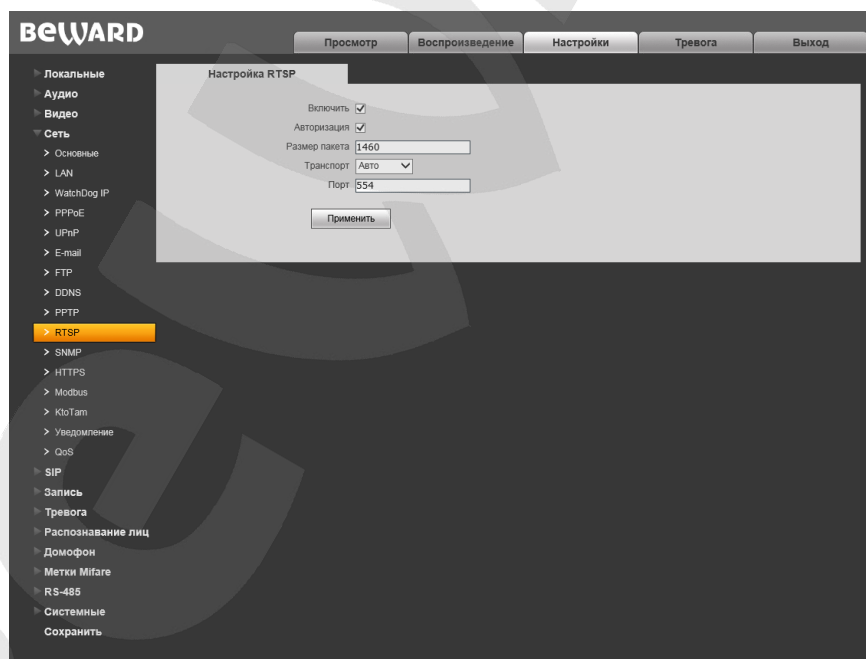 BEWARD
Просмотр
Воспроизведение
Настройки
Тревога
Выход
Локальные
Аудио
Видео
Сеть
> Основные
> LAN
> WatchDog IP
> PPPoE
> UPnP
> E-mail
> FTP
> DDNS
> PPTP
> RTSP
> SNMP
> HTTPS
> Modbus
> KtoTam
> Уведомление
> QoS
SIP
Запись
Тревога
Распознавание лиц
Домофон
Метки Mifare
RS-485
Системные
Сохранить
Настройка RTSP
Включить
Авторизация
Размер пакета 1460
Транспорт Авто
Порт 554
Применить